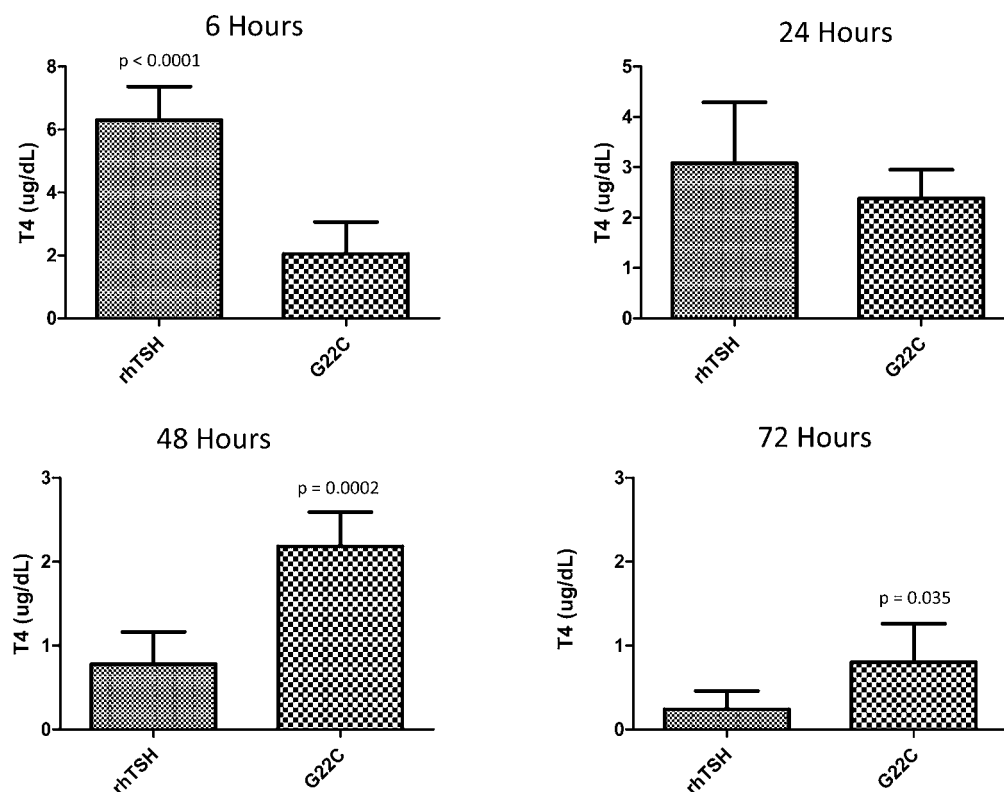 6 Hours
p < 0.0001
8
6
4
2
0
T4 (ug/dL)
rhTSH
G22C
24 Hours
5
4
3
2
1
0
T4 (ug/dL)
rhTSH
G22C
48 Hours
p = 0.0002
3
2
1
0
T4 (ug/dL)
rhTSH
G22C
72 Hours
p = 0.035
3
2
1
0
T4 (ug/dL)
rhTSH
G22C